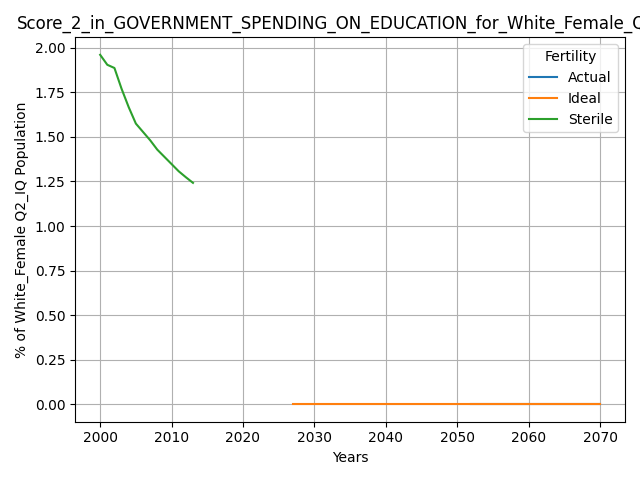 Score_2_in_GOVERNMENT_SPENDING_ON_EDUCATION_for_White_Female_Q
Fertility
Actual
Ideal
Sterile
% of White_Female Q2_IQ Population
2.00
1.75
1.50
1.25
1.00
0.75
0.50
0.25
0.00
2000 2010 2020 2030 2040 2050 2060 2070
Years